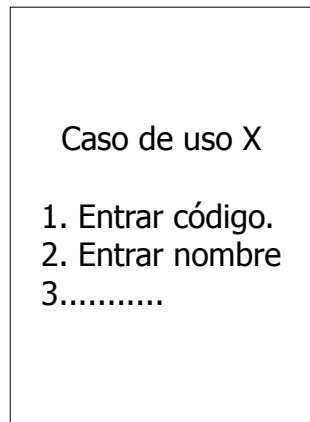 Caso de uso X
1. Entrar código.
2. Entrar nombre
3...........